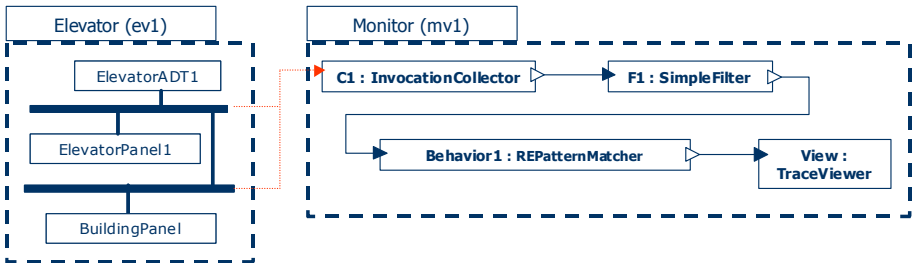 Elevator (ev1)
Monitor (mv1)
ElevatorADT1
C1 : InvocationCollector
F1 : SimpleFilter
ElevatorPanel1
Behavior1 : REPatternMatcher
View :
TraceViewer
BuildingPanel